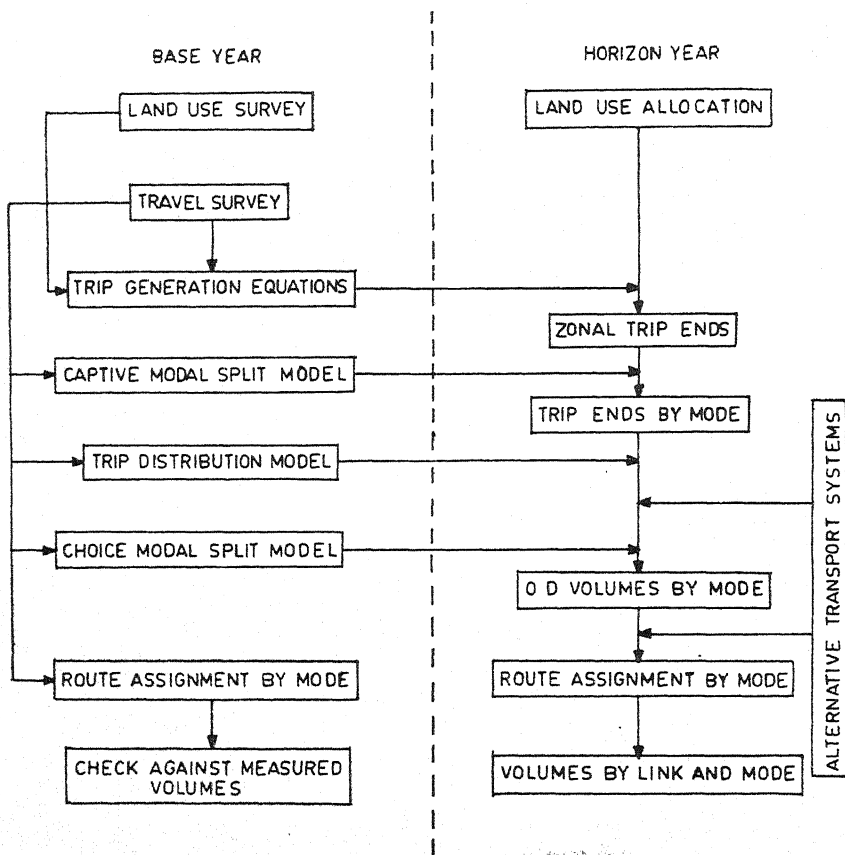 BASE YEAR
LAND USE SURVEY
TRAVEL SURVEY
TRIP GENERATION EQUATIONS
CAPTIVE MODAL SPLIT MODEL
TRIP DISTRIBUTION MODEL
CHOICE MODAL SPLIT MODEL
ROUTE ASSIGNMENT BY MODE
CHECK AGAINST MEASURED
VOLUMES
HORIZON YEAR
LAND USE ALLOCATION
ZONAL TRIP ENDS
TRIP ENDS BY MODE
O D VOLUMES BY MODE
ROUTE ASSIGNMENT BY MODE
VOLUMES BY LINK AND MODE
ALTERNATIVE TRANSPORT SYSTEMS